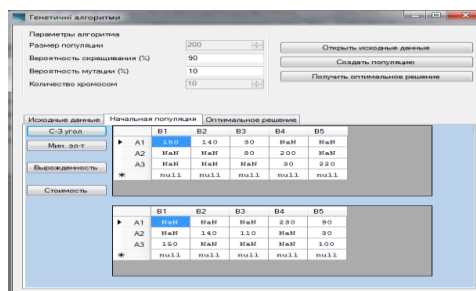 Генетичні алгоритми
Параметры алгоритма
Размер популяции 200
Вероятность скрещивания (%) 90
Вероятность мутации (%) 10
Количество хромосом 10
Открыть исходные данные
Создать популяцию
Получить оптимальное решение
Исходные данные Начальная популяция Оптимальное решение
С-З угол
Мин. эл-т
Вырожденность
Стоимость
B1 B2 B3 B4 B5
A1 150 140 30 NaN NaN
A2 NaN NaN 80 200 NaN
A3 NaN NaN NaN 30 220
* null null null null null
B1 B2 B3 B4 B5
A1 NaN NaN NaN 230 90
A2 NaN 140 110 NaN 30
A3 150 NaN NaN NaN 100
* null null null null null